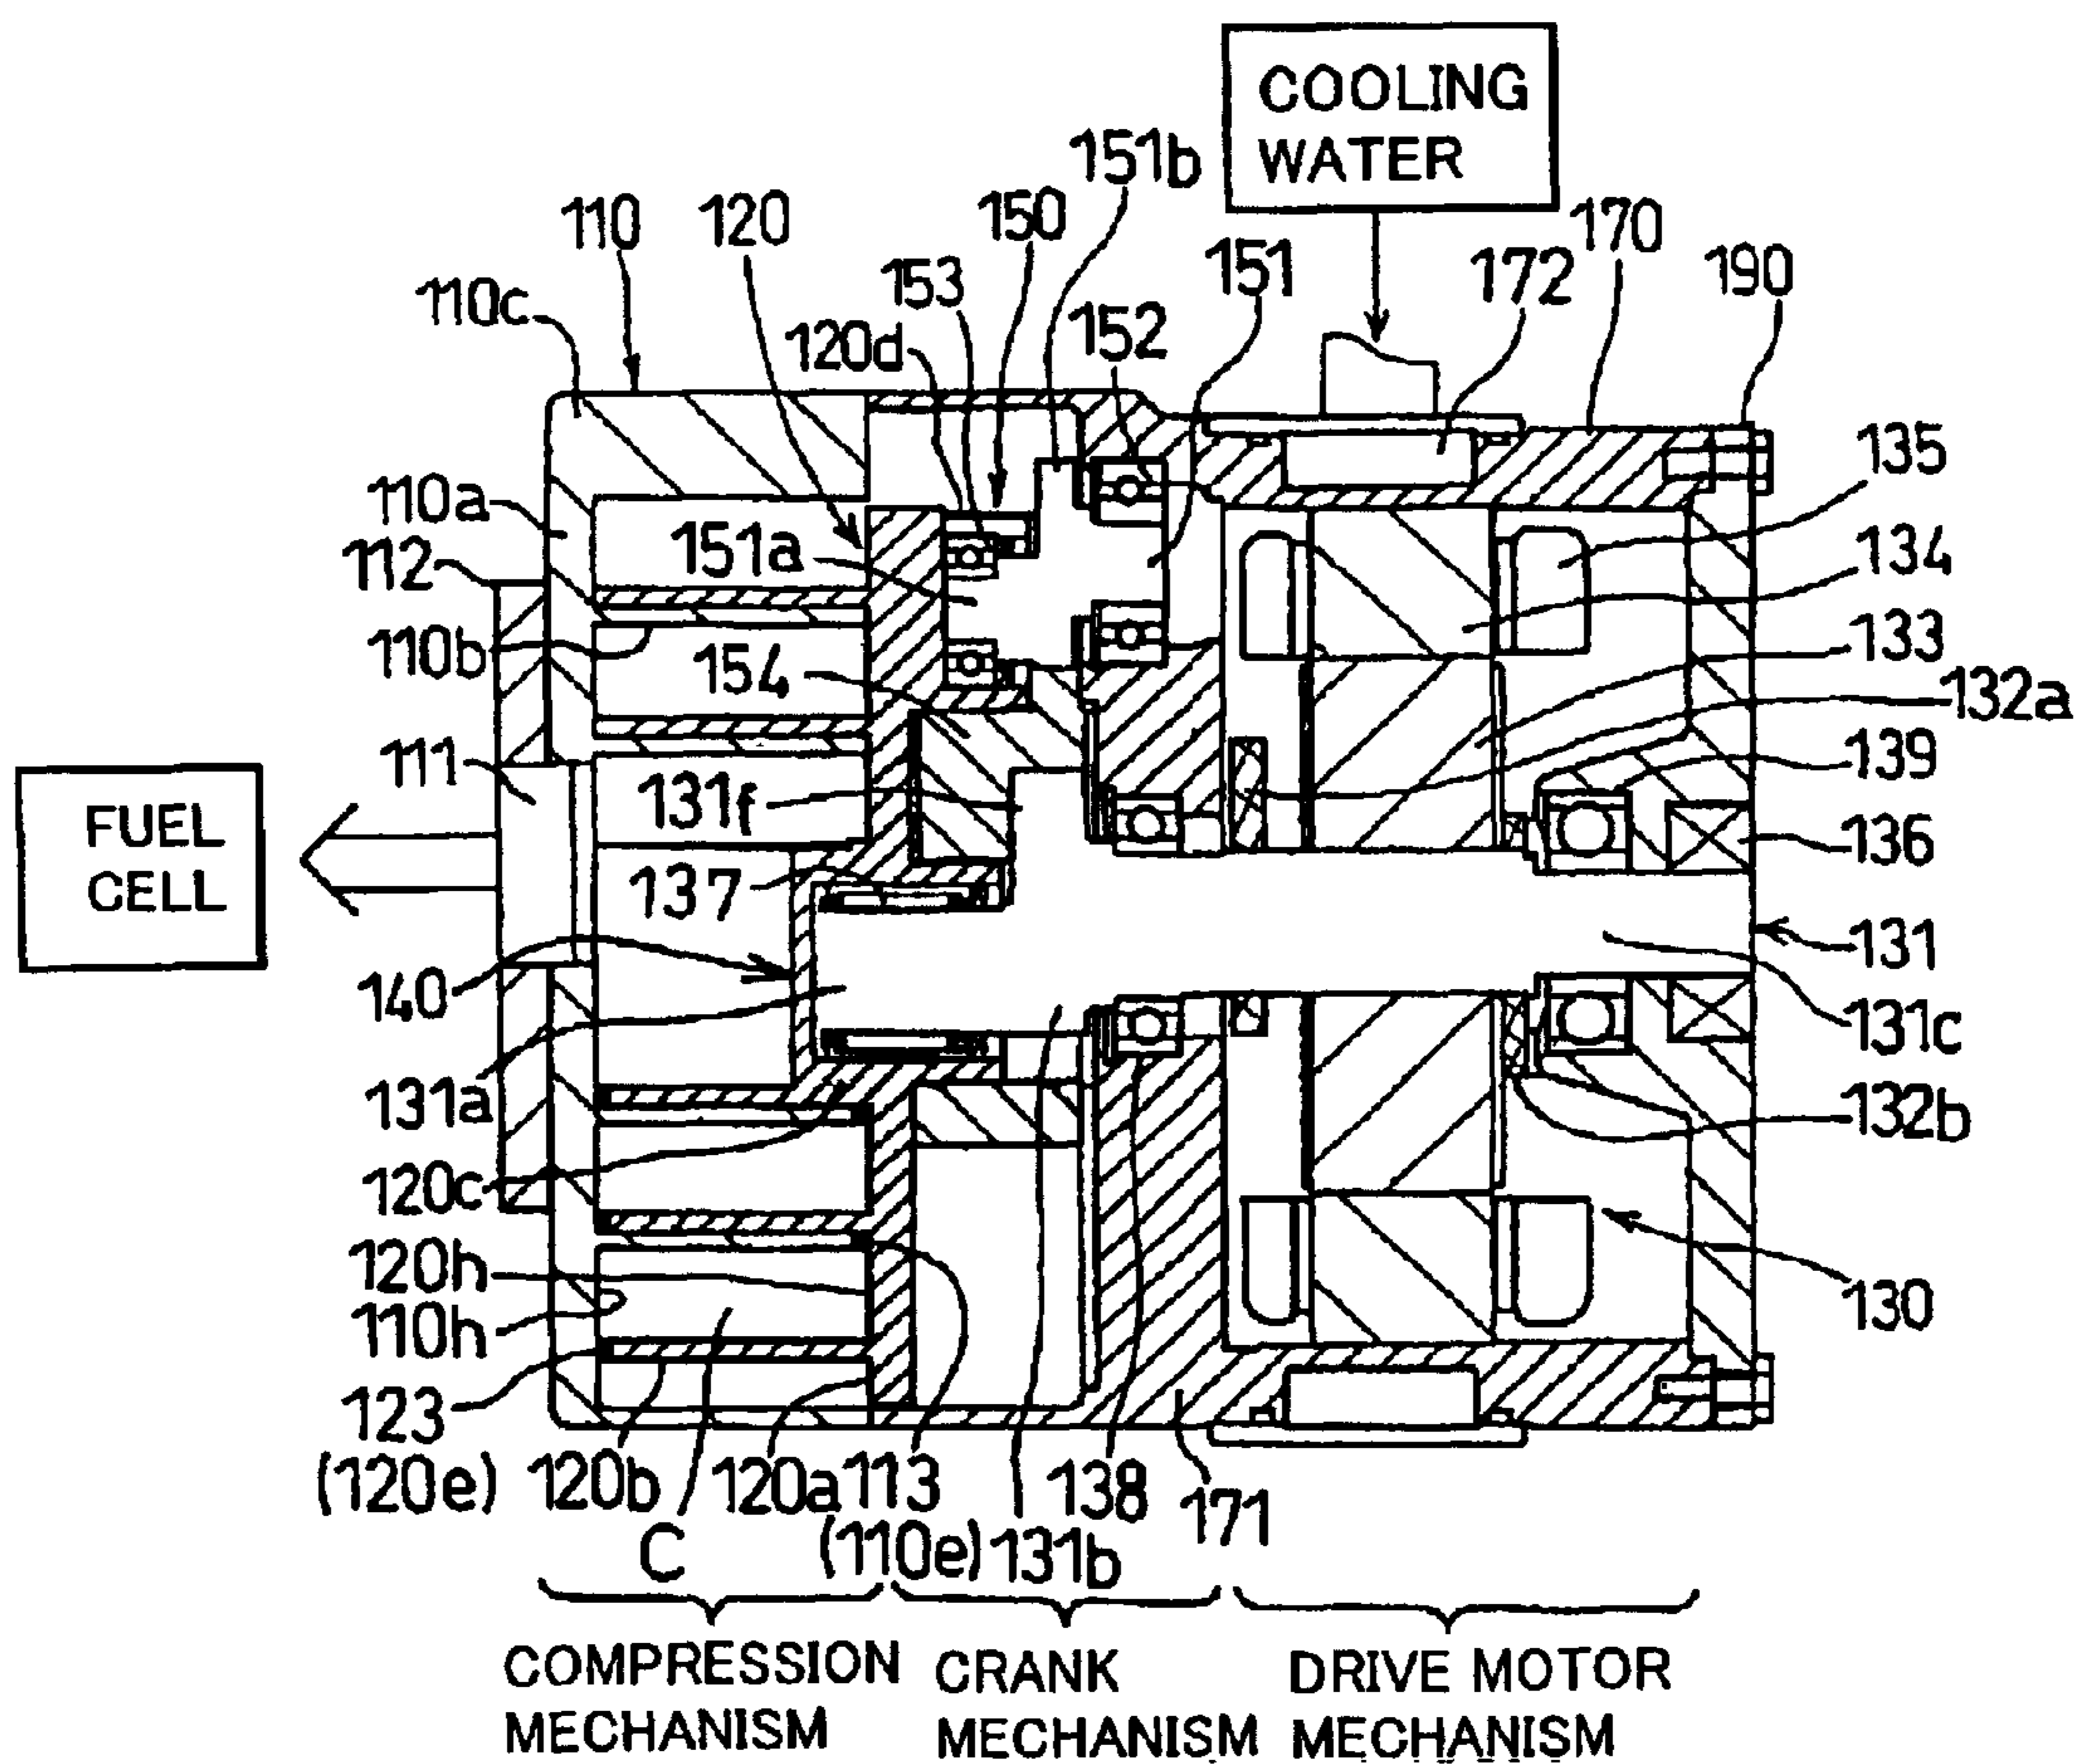 COOLING
WATER
151b
110
120
150
170
151
172
190
153
110c
152
120d
135
110a
112
151a
134
110b
133
154
132a
111
139
131f
FUEL
CELL
136
137
131
140
131c
131a
132b
120c
120h
130
110h
123
(120e)
120b
120a
113
(110e)
138
171
C
131b
COMPRESSION
MECHANISM
CRANK
MECHANISM
DRIVE MOTOR
MECHANISM